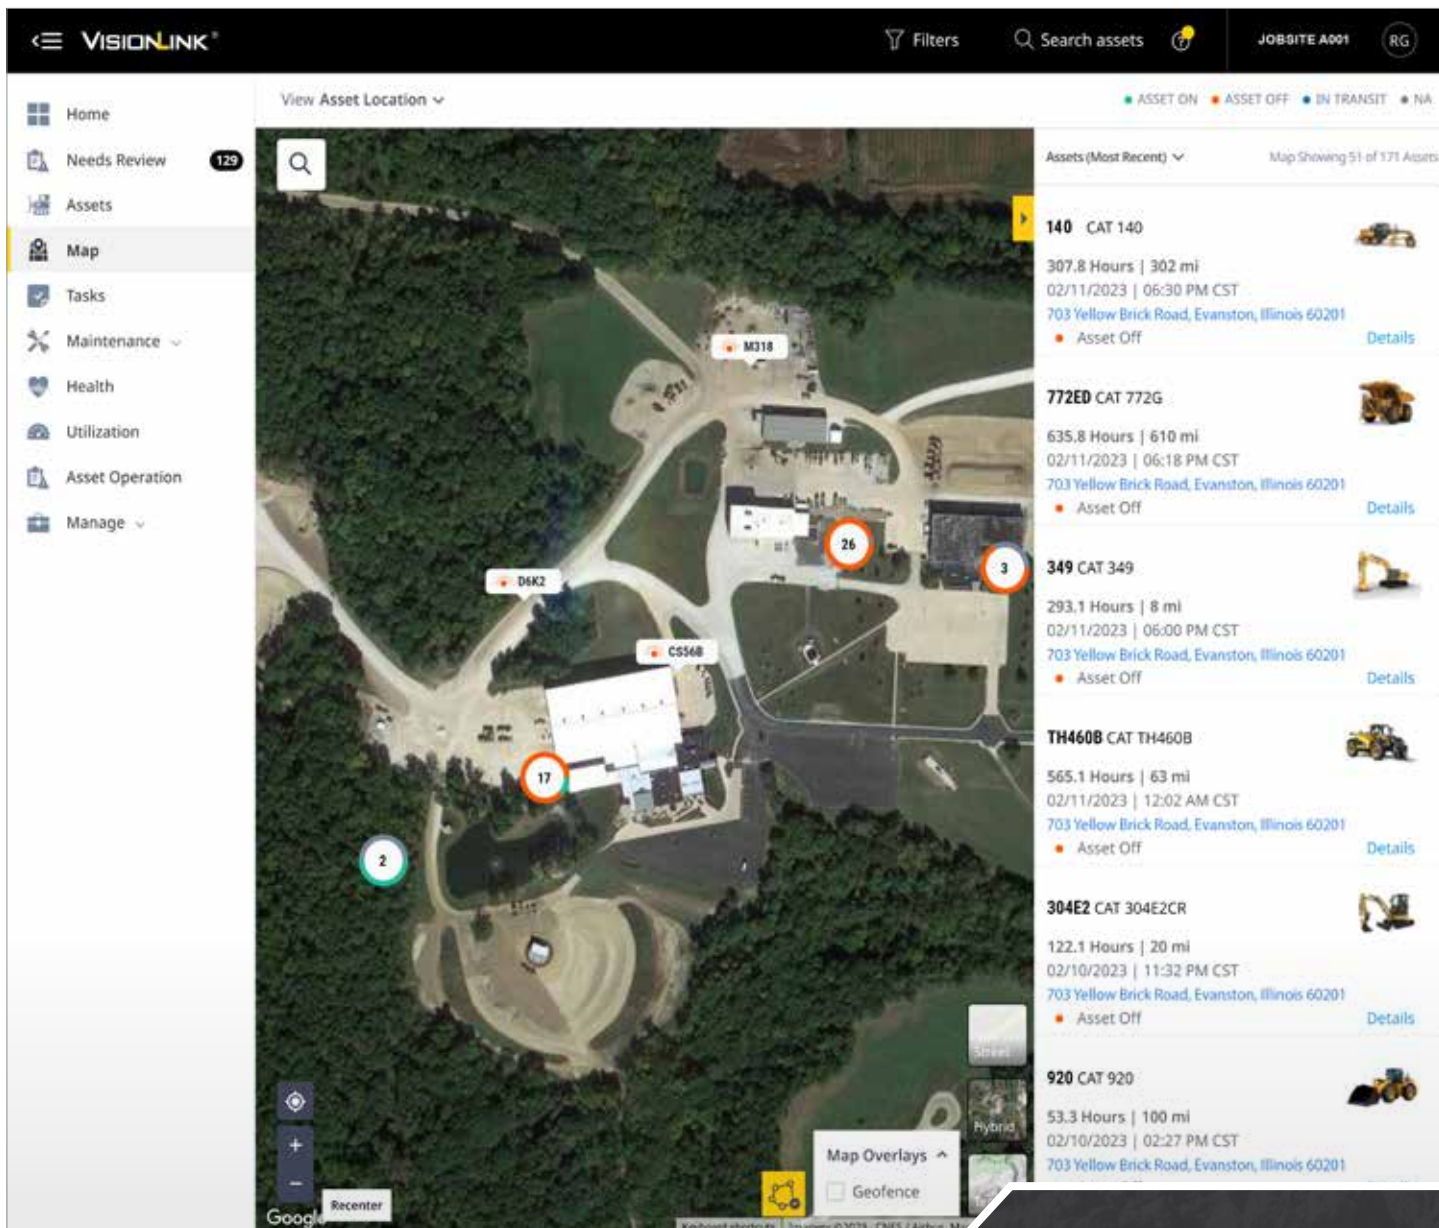 VISIONLINK®
Filters
Search assets
JOBSITE A001
RG
Home
Needs Review 129
Assets
Map
Tasks
Maintenance
Health
Utilization
Asset Operation
Manage
View Asset Location
ASSET ON ASSET OFF IN TRANSIT NA
M318
26
3
D6K2
CS56B
17
2
Street
Hybrid
Map Overlays
Geofence
+
−
Recenter
Google
Keyboard shortcuts
Assets (Most Recent) Map Showing 51 of 171 Assets
140 CAT 140
307.8 Hours | 302 mi
02/11/2023 | 06:30 PM CST
703 Yellow Brick Road, Evanston, Illinois 60201
Asset Off Details
772ED CAT 772G
635.8 Hours | 610 mi
02/11/2023 | 06:18 PM CST
703 Yellow Brick Road, Evanston, Illinois 60201
Asset Off Details
349 CAT 349
293.1 Hours | 8 mi
02/11/2023 | 06:00 PM CST
703 Yellow Brick Road, Evanston, Illinois 60201
Asset Off Details
TH460B CAT TH460B
565.1 Hours | 63 mi
02/11/2023 | 12:02 AM CST
703 Yellow Brick Road, Evanston, Illinois 60201
Asset Off Details
304E2 CAT 304E2CR
122.1 Hours | 20 mi
02/10/2023 | 11:32 PM CST
703 Yellow Brick Road, Evanston, Illinois 60201
Asset Off Details
920 CAT 920
53.3 Hours | 100 mi
02/10/2023 | 02:27 PM CST
703 Yellow Brick Road, Evanston, Illinois 60201